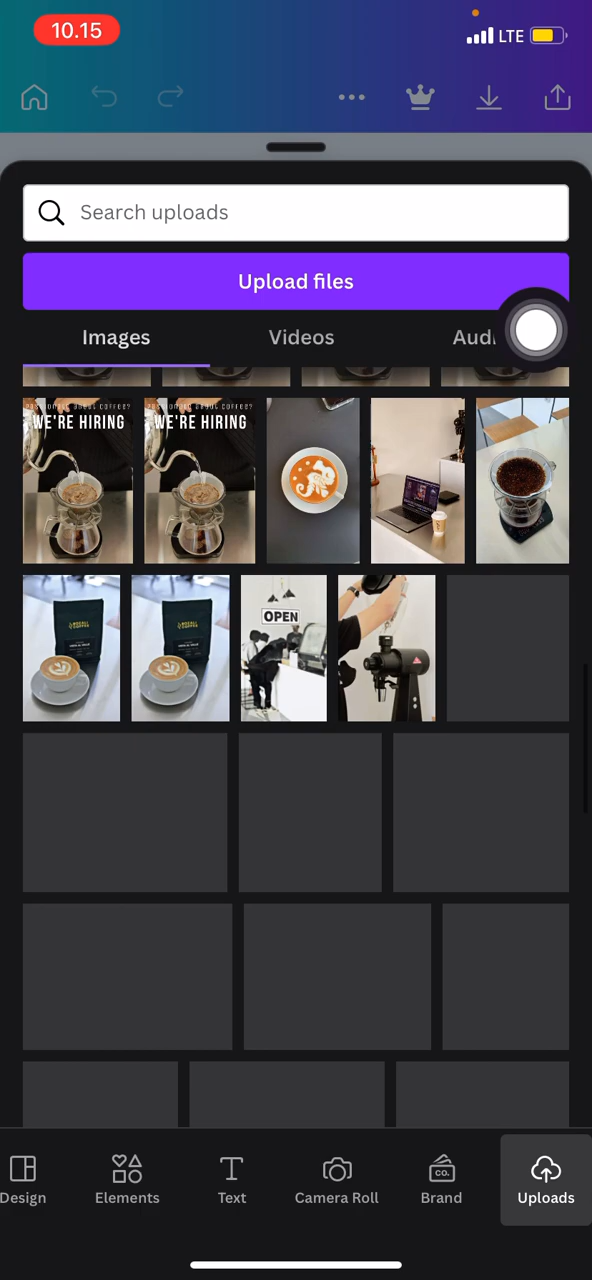 10.15
LTE
Search uploads
Upload files
Images
Videos
WE'RE HIRING
WE'RE HIRING
OPEN
Design
Elements
Text
Camera Roll
CO.
Brand
Uploads